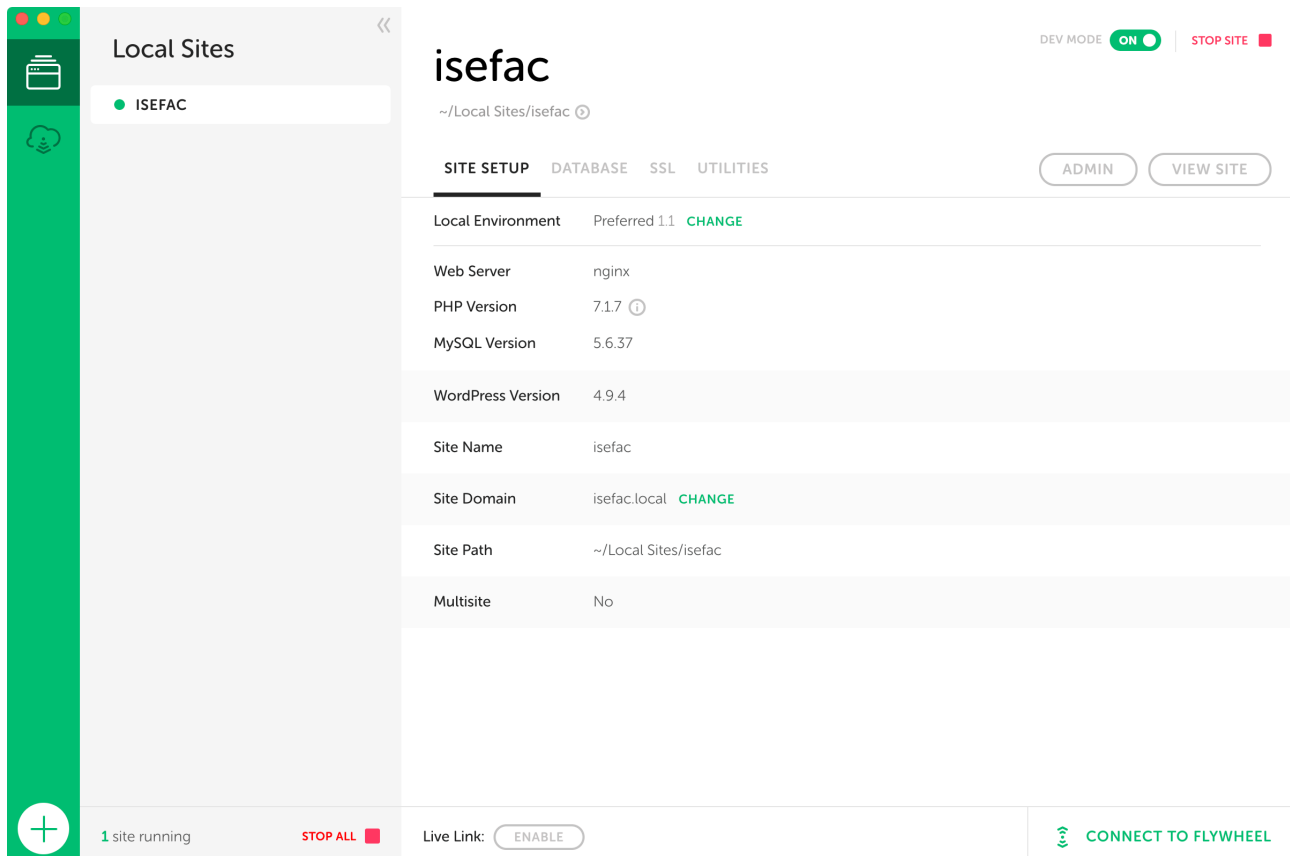 Local Sites
ISEFAC
1 site running
STOP ALL
isefac
~/Local Sites/isefac
DEV MODE ON STOP SITE
SITE SETUP DATABASE SSL UTILITIES
ADMIN VIEW SITE
Local Environment Preferred 1.1 CHANGE
Web Server nginx
PHP Version 7.1.7
MySQL Version 5.6.37
WordPress Version 4.9.4
Site Name isefac
Site Domain isefac.local CHANGE
Site Path ~/Local Sites/isefac
Multisite No
Live Link: ENABLE
CONNECT TO FLYWHEEL